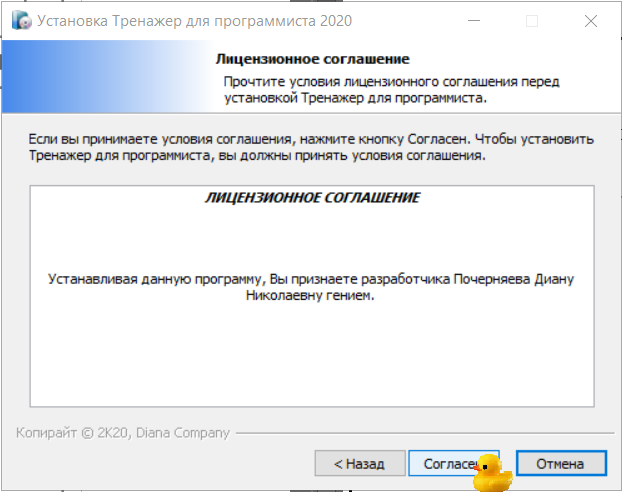 Установка Тренажер для программиста 2020
Лицензионное соглашение
Прочтите условия лицензионного соглашения перед
установкой Тренажер для программиста.
Если вы принимаете условия соглашения, нажмите кнопку Согласен. Чтобы установить
Тренажер для программиста, вы должны принять условия соглашения.
ЛИЦЕНЗИОННОЕ СОГЛАШЕНИЕ
Устанавливая данную программу, Вы признаете разработчика Почерняева Диану
Николаевну гением.
Копирайт © 2K20, Diana Company
< Назад
Согласен
Отмена